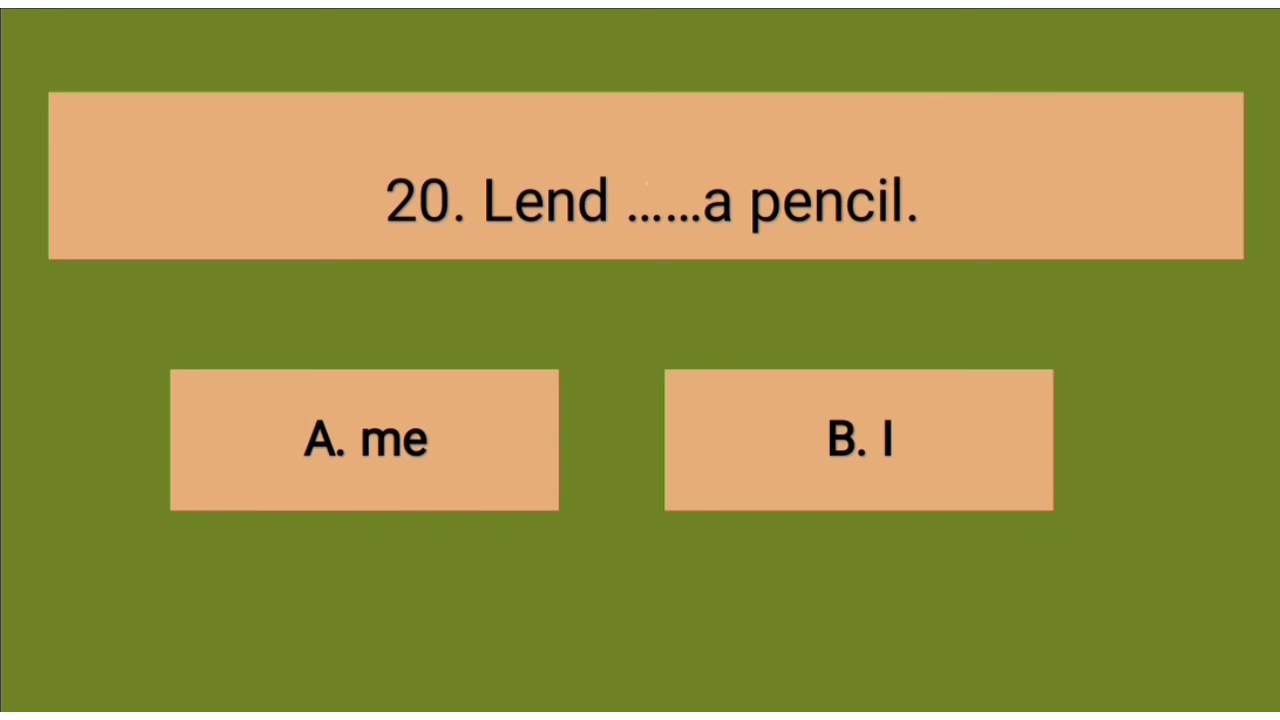 20. Lend ......a pencil.
A. me
B. I